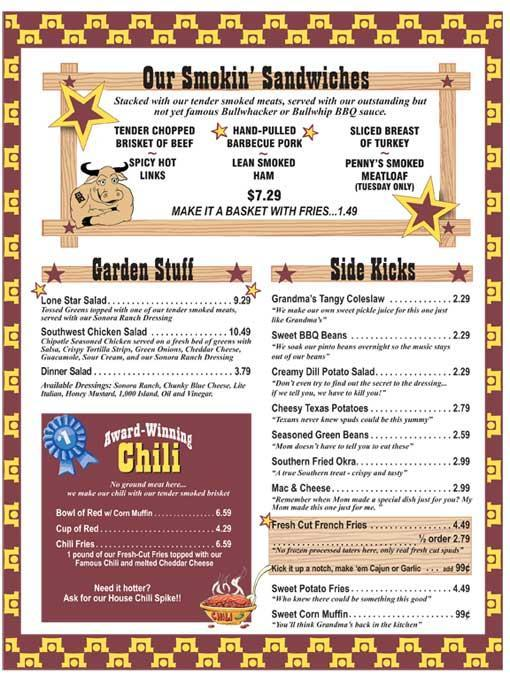 Our Smokin' Sandwiches
Stacked with our tender smoked meats, served with our outstanding but
not yet famous Bullwhacker or Bullwhip BBQ sauce.
TENDER CHOPPED
BRISKET OF BEEF
~
SPICY HOT
LINKS
HAND-PULLED
BARBECUE PORK
~
LEAN SMOKED
HAM
SLICED BREAST
OF TURKEY
~
PENNY'S SMOKED
MEATLOAF
(TUESDAY ONLY)
$7.29
MAKE IT A BASKET WITH FRIES...1.49
Garden Stuff
Lone Star Salad. . . . . . . . . . . . . . . . . . . . . . . . 9.29
Tossed Greens topped with one of our tender smoked meats,
served with our Sonora Ranch Dressing
Southwest Chicken Salad . . . . . . . . . . . . . . . . 10.49
Chipotle Seasoned Chicken served on a fresh bed of greens with
Salsa, Crispy Tortilla Strips, Green Onions, Cheddar Cheese,
Guacamole, Sour Cream, and our Sonora Ranch Dressing
Dinner Salad . . . . . . . . . . . . . . . . . . . . . . . . . . . 3.79
Available Dressings: Sonora Ranch, Chunky Blue Cheese, Lite
Italian, Honey Mustard, 1,000 Island, Oil and Vinegar.
#1
Award-Winning
Chili
No ground meat here...
we make our chili with our tender smoked brisket
Bowl of Red w/ Corn Muffin . . . . . . . . . . . . . . 6.59
Cup of Red . . . . . . . . . . . . . . . . . . . . . . . . . 4.29
Chili Fries . . . . . . . . . . . . . . . . . . . . . . . . . . 6.59
1 pound of our Fresh-Cut Fries topped with our
Famous Chili and melted Cheddar Cheese
Need it hotter?
Ask for our House Chili Spike!!
CHILI
Side Kicks
Grandma's Tangy Coleslaw . . . . . . . . . . . . . . 2.29
"We make our own sweet pickle juice for this one just
like Grandma's"
Sweet BBQ Beans . . . . . . . . . . . . . . . . . . . . . 2.29
"We soak our pinto beans overnight so the music stays
out of our beans"
Creamy Dill Potato Salad. . . . . . . . . . . . . . . . 2.29
"Don't even try to find out the secret to the dressing...
if we tell you, we have to kill you!"
Cheesy Texas Potatoes . . . . . . . . . . . . . . . . . 2.79
"Texans never knew spuds could be this yummy"
Seasoned Green Beans . . . . . . . . . . . . . . . . . 2.59
"Mom doesn't have to tell you to eat these"
Southern Fried Okra. . . . . . . . . . . . . . . . . . . . 2.99
"A true Southern treat - crispy and tasty"
Mac & Cheese. . . . . . . . . . . . . . . . . . . . . . . . 2.99
"Remember when Mom made a special dish just for you? My
Mom made this one just for me. "
Fresh Cut French Fries . . . . . . . . . . . . . . . . . 4.49
½ order 2.79
"No frozen processed taters here, only real fresh cut spuds"
Kick it up a notch, make 'em Cajun or Garlic . . . . add 99¢
Sweet Potato Fries . . . . . . . . . . . . . . . . . . . . 4.49
"Who knew there could be something this good"
Sweet Corn Muffin. . . . . . . . . . . . . . . . . . . . . 99¢
"You'll think Grandma's back in the kitchen"